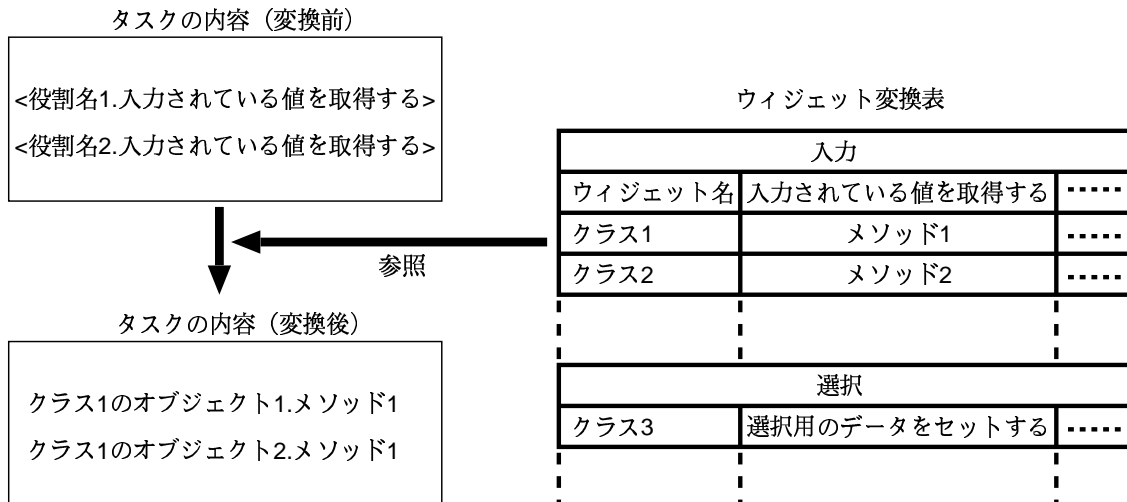 タスクの内容（変換前）
<役割名1.入力されている値を取得する>
<役割名2.入力されている値を取得する>
参照
タスクの内容（変換後）
クラス1のオブジェクト1.メソッド1
クラス1のオブジェクト2.メソッド1
ウィジェット変換表
入力
ウィジェット名 入力されている値を取得する
クラス1 メソッド1
クラス2 メソッド2
選択
クラス3 選択用のデータをセットする